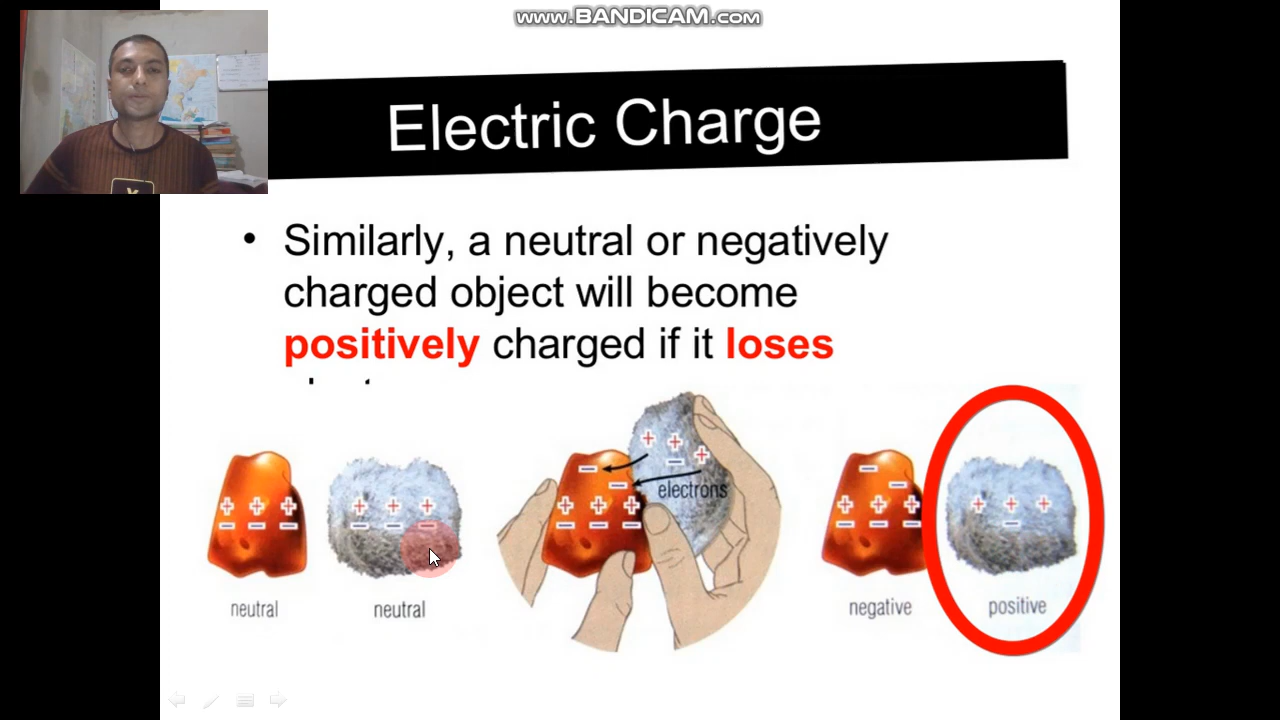 www.BANDICAM.com
Electric Charge
• Similarly, a neutral or negatively
charged object will become
positively charged if it loses
+ + +
− − −
+ + +
− − −
− + + +
− −
electrons
+ + +
− − −
− −
+ + +
− − −
+ + +
−
neutral
neutral
negative
positive